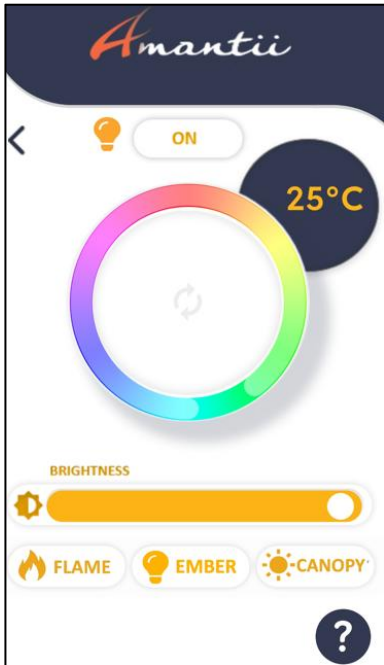 Amantii
ON
25°C
BRIGHTNESS
FLAME
EMBER
CANOPY
?